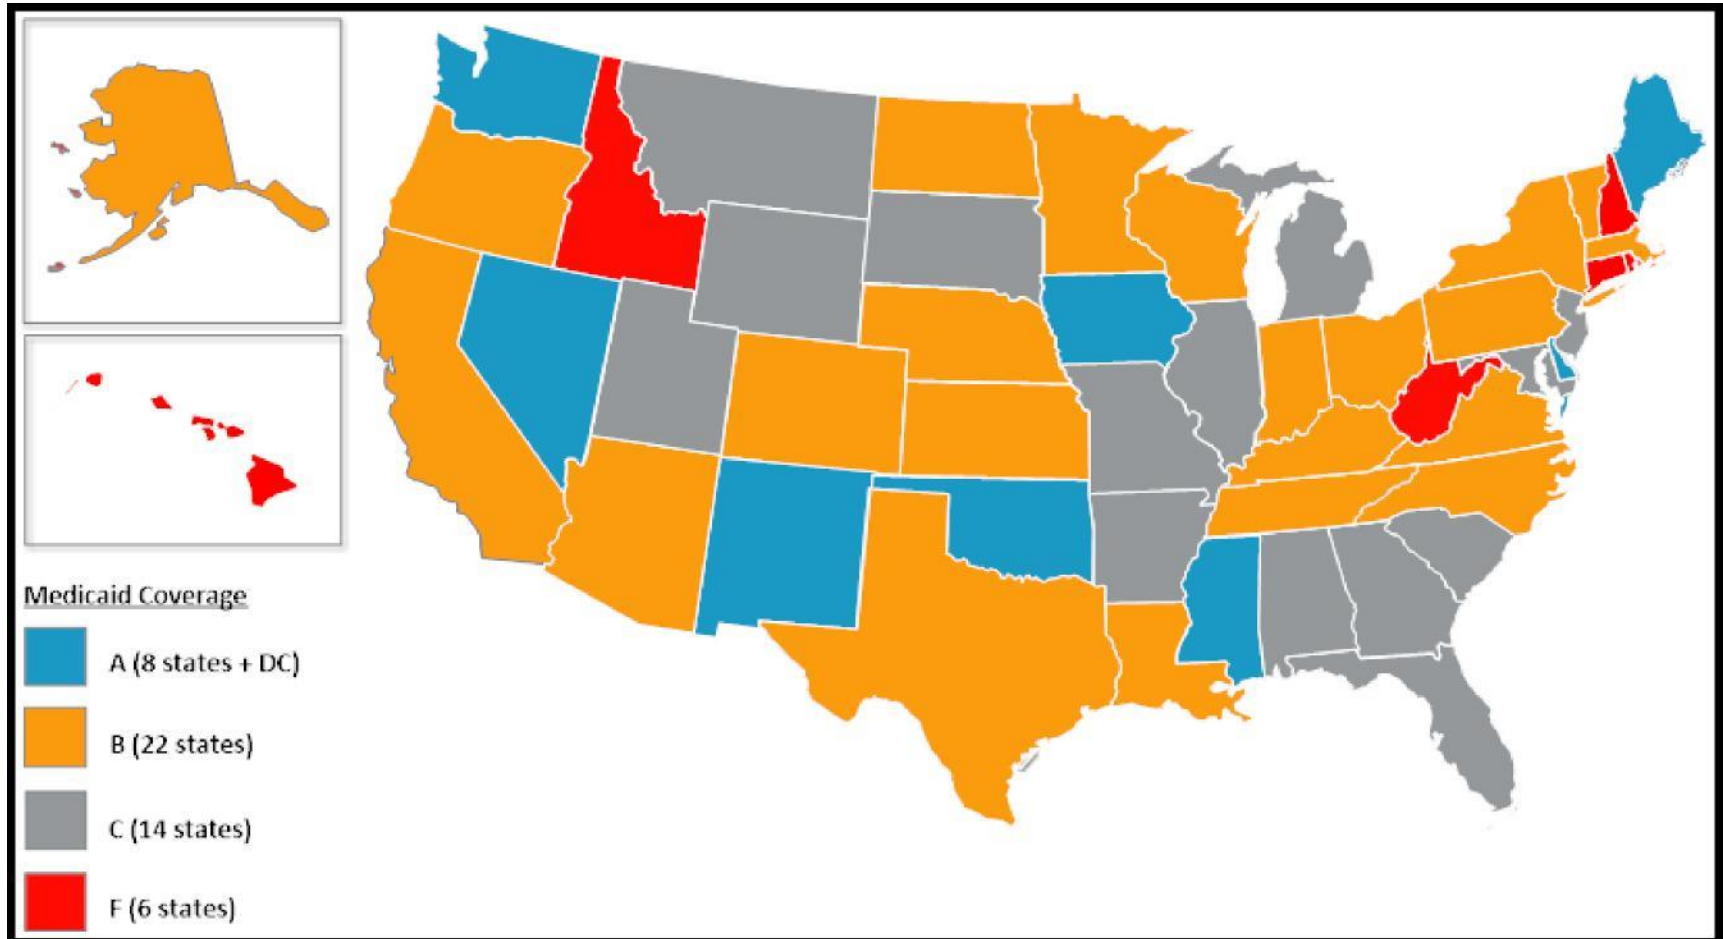 Medicaid Coverage
A (8 states + DC)
B (22 states)
C (14 states)
F (6 states)